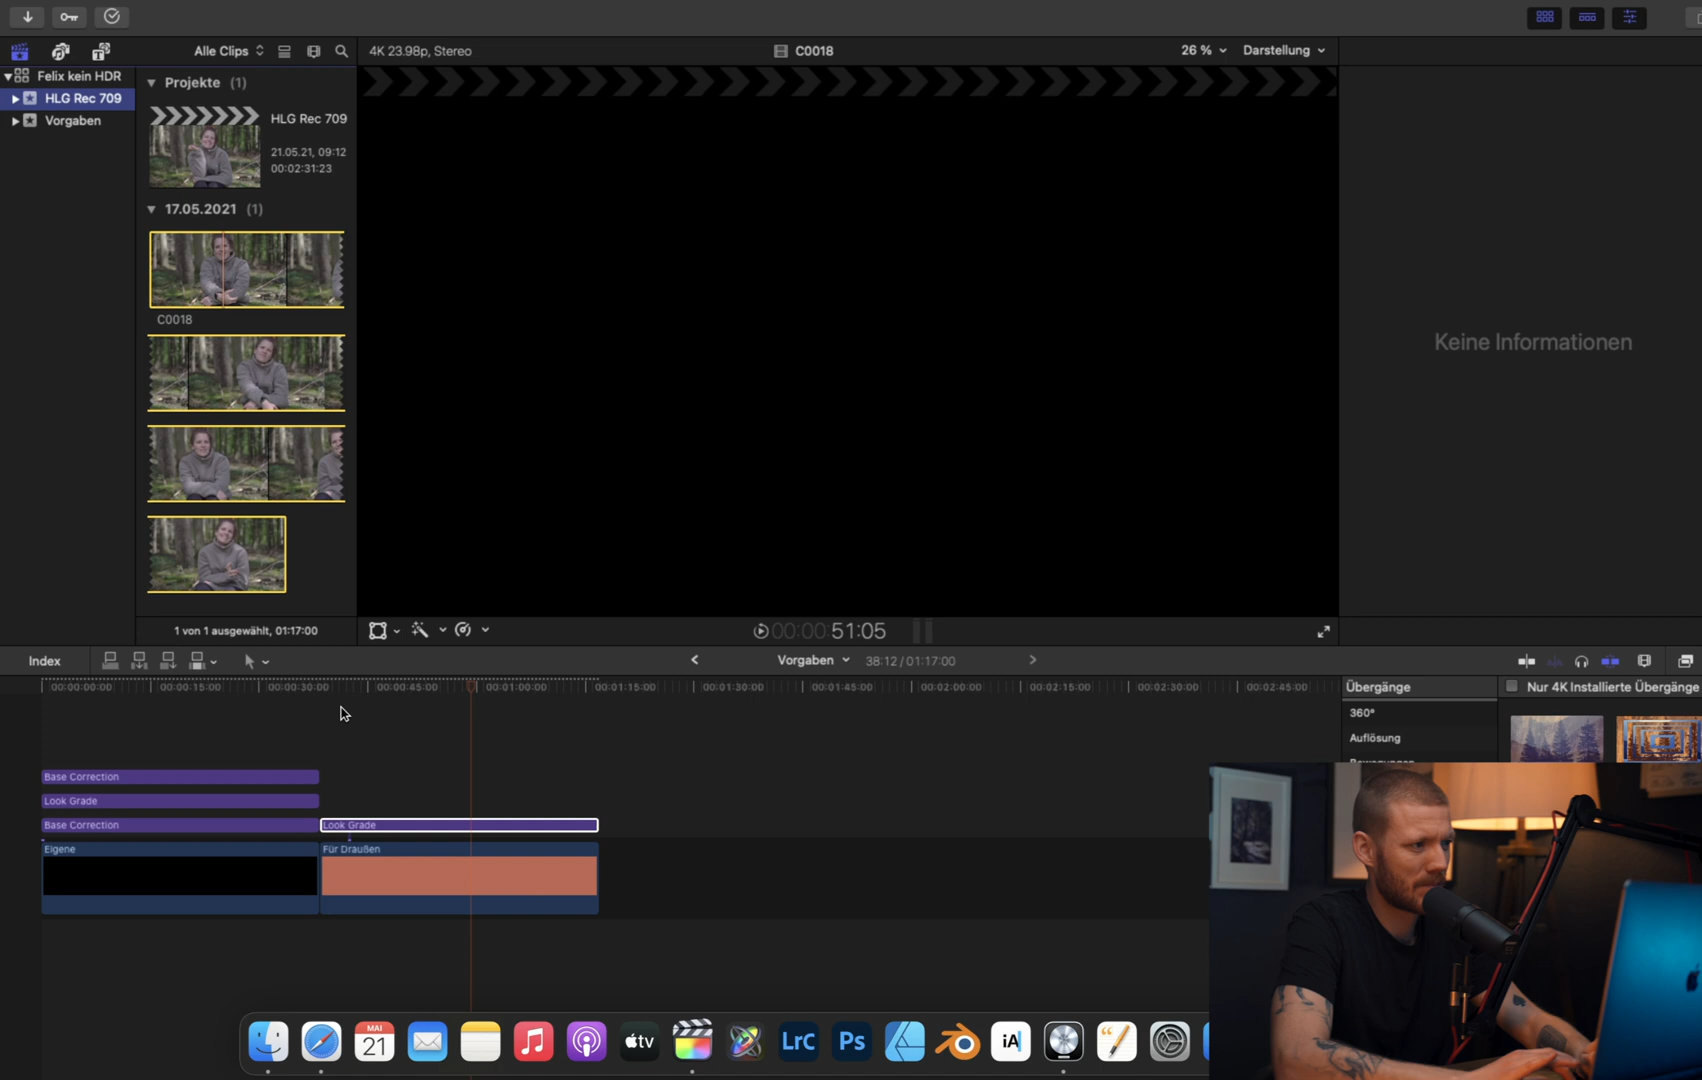 Alle Clips
4K 23.98p, Stereo
C0018
26 %
Darstellung
Felix kein HDR
HLG Rec 709
Vorgaben
Projekte (1)
HLG Rec 709
21.05.21, 09:12
00:02:31:23
17.05.2021 (1)
C0018
Keine Informationen
1 von 1 ausgewählt, 01:17:00
00:00:51:05
Index
Vorgaben
38:12 / 01:17:00
00:00:00:00
00:00:15:00
00:00:30:00
00:00:45:00
00:01:00:00
00:01:15:00
00:01:30:00
00:01:45:00
00:02:00:00
00:02:15:00
00:02:30:00
00:02:45:00
Übergänge
Nur 4K Installierte Übergänge
360°
Auflösung
Base Correction
Look Grade
Base Correction
Look Grade
Eigene
Für Draußen
MAI
21
tv
LrC
Ps
iA